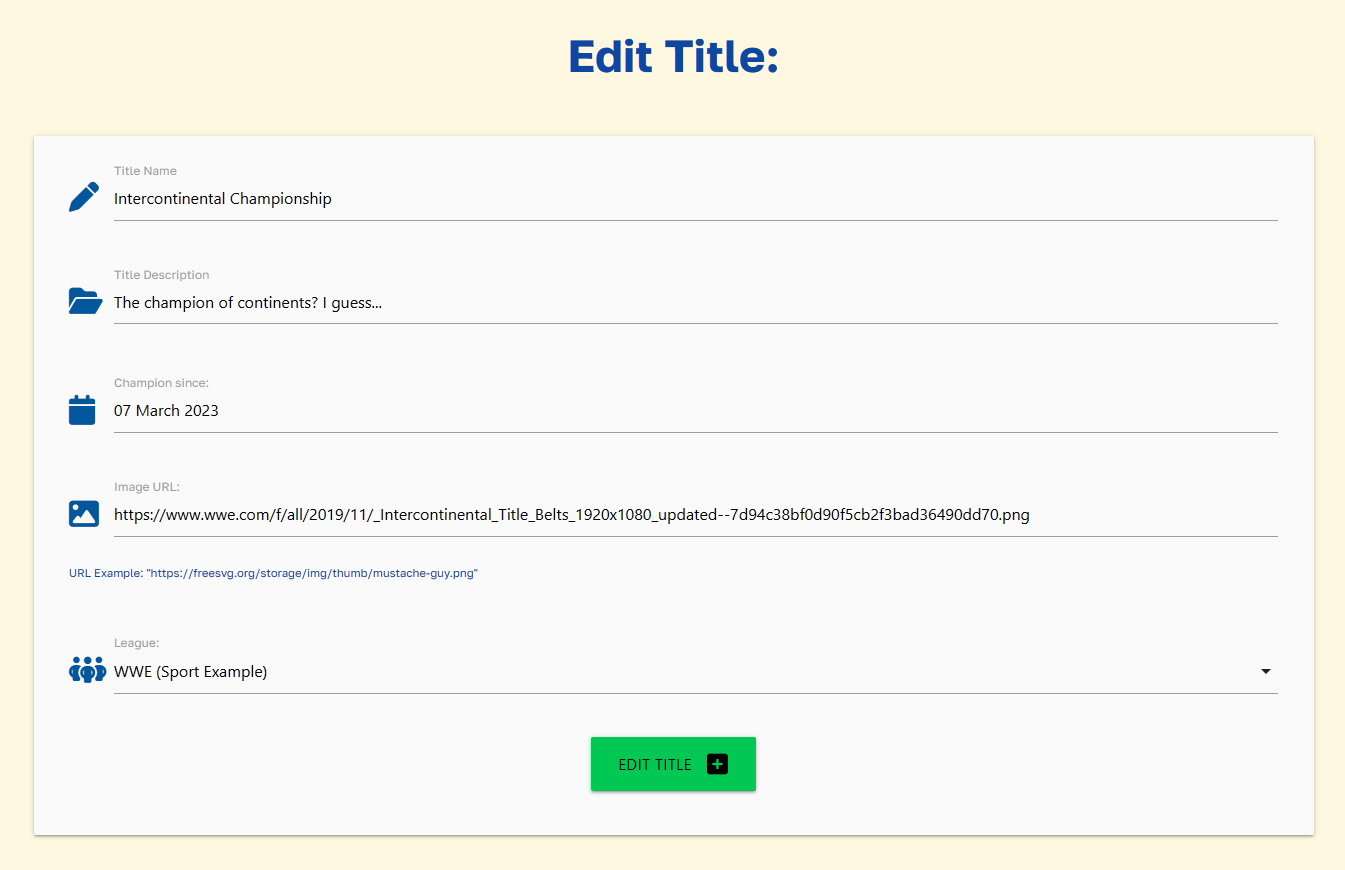 Edit Title:
Title Name
Intercontinental Championship
Title Description
The champion of continents? I guess...
Champion since:
07 March 2023
Image URL:
https://www.wwe.com/f/all/2019/11/_Intercontinental_Title_Belts_1920x1080_updated--7d94c38bf0d90f5cb2f3bad36490dd70.png
URL Example: "https://freesvg.org/storage/img/thumb/mustache-guy.png"
League:
WWE (Sport Example)
EDIT TITLE